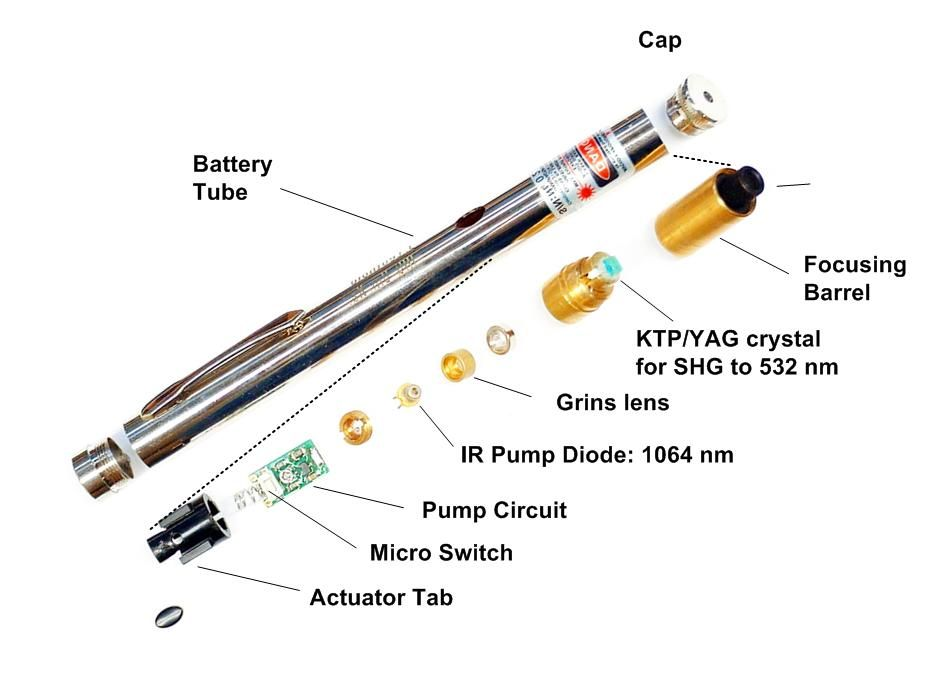 Cap
Battery
Tube
DANG
Focusing
Barrel
KTP/YAG crystal
for SHG to 532 nm
Grins lens
IR Pump Diode: 1064 nm
Pump Circuit
Micro Switch
Actuator Tab